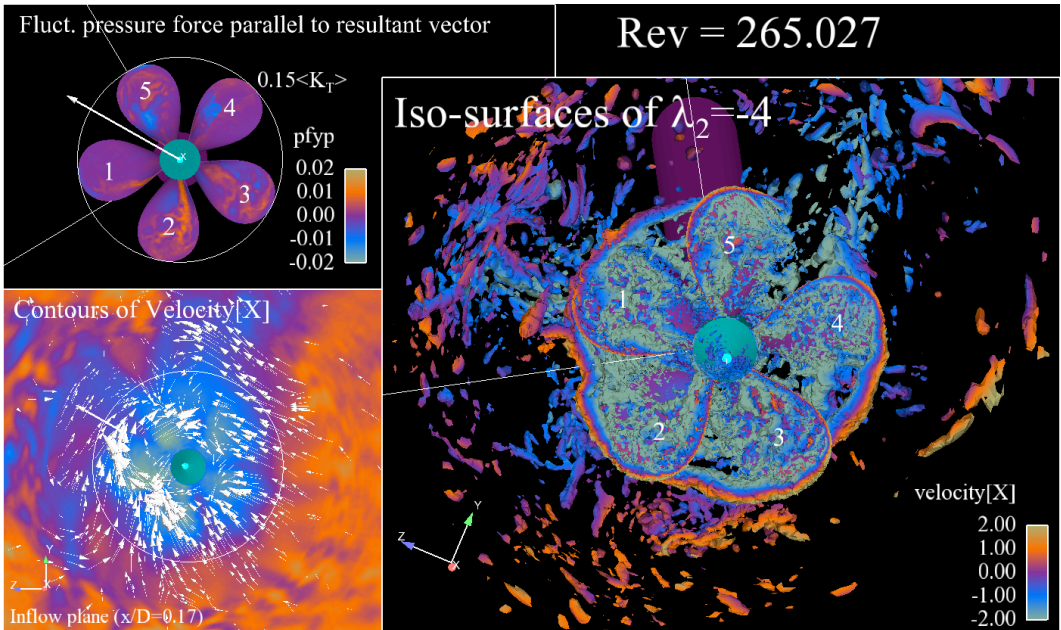 Fluct. pressure force parallel to resultant vector
Rev = 265.027
0.15<K_T>
pfyp
0.02
0.01
0.00
-0.01
-0.02
5
4
1
3
2
X
Iso-surfaces of λ₂=-4
5
1
4
2
3
Y
Z
X
velocity[X]
2.00
1.00
0.00
-1.00
-2.00
Contours of Velocity[X]
Y
Z
X
Inflow plane (x/D=0.17)